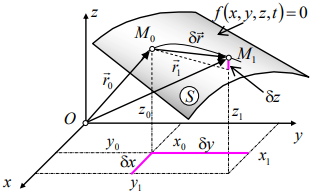 z
f(x, y, z, t) = 0
M₀
δr⃗
M₁
r⃗₀
r⃗₁
δz
S
z₀
z₁
O
y
y₀
x₀
δy
x₁
δx
x
y₁